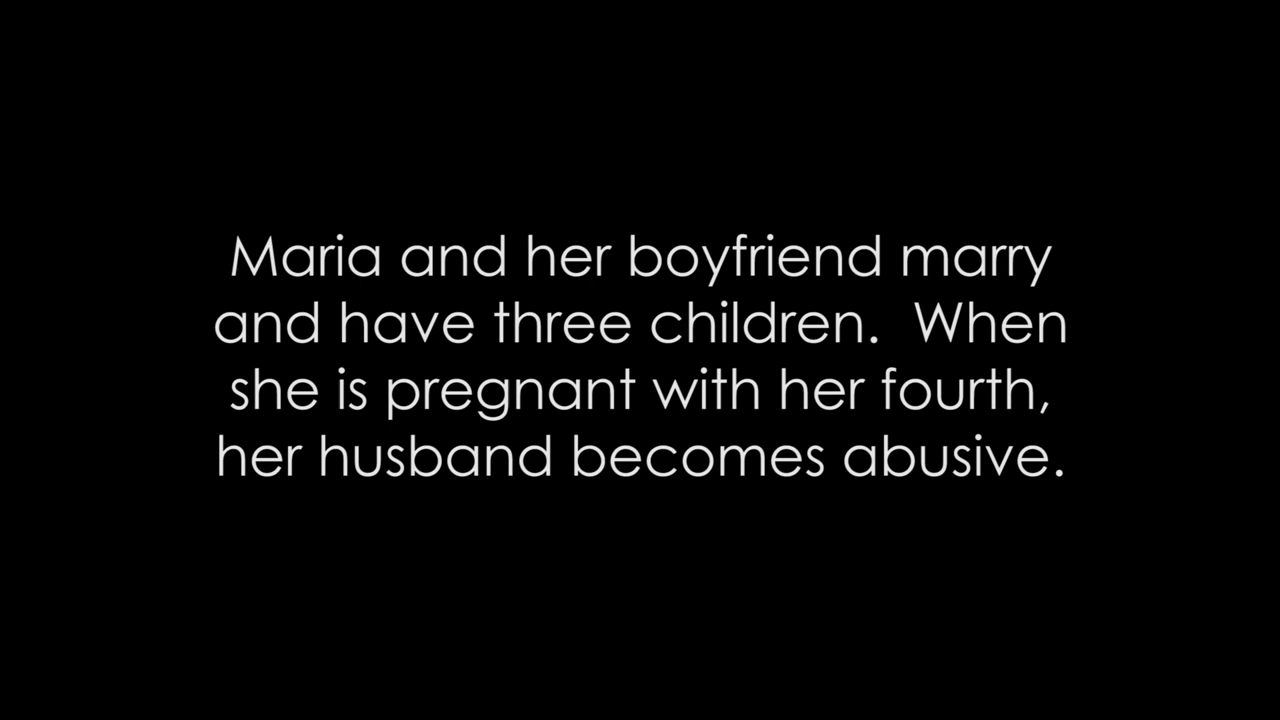 Maria and her boyfriend marry
and have three children.  When
she is pregnant with her fourth,
her husband becomes abusive.